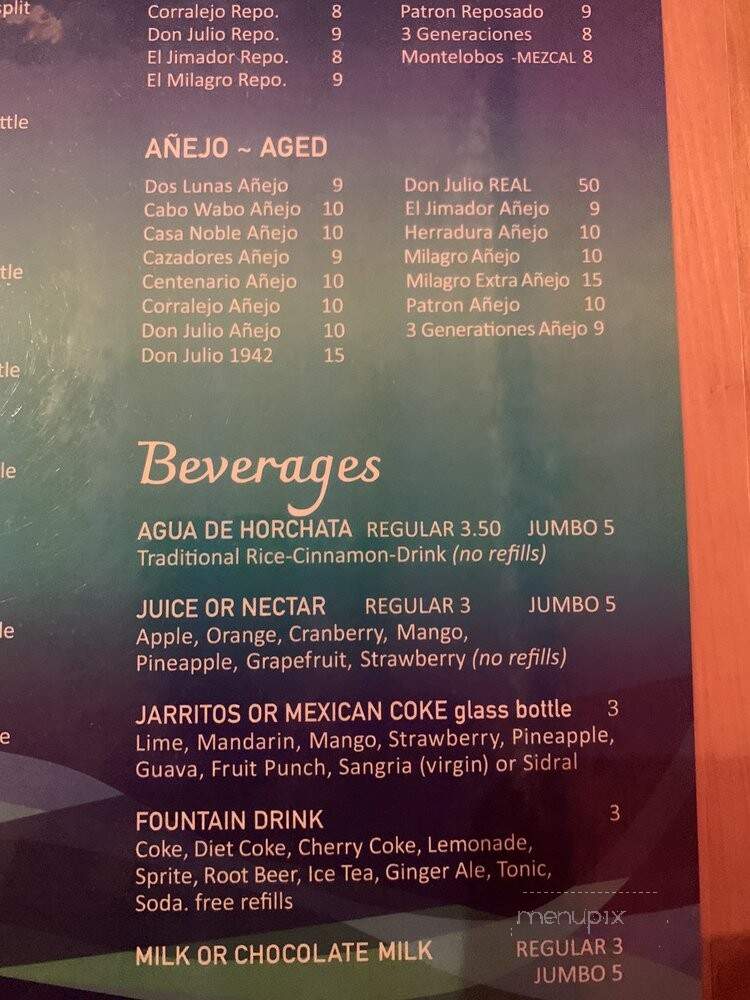 split
Corralejo Repo. 8
Don Julio Repo. 9
El Jimador Repo. 8
El Milagro Repo. 9
Patron Reposado 9
3 Generaciones 8
Montelobos -MEZCAL 8
ttle
AÑEJO ~ AGED
Dos Lunas Añejo 9
Cabo Wabo Añejo 10
Casa Noble Añejo 10
Cazadores Añejo 9
Centenario Añejo 10
Corralejo Añejo 10
Don Julio Añejo 10
Don Julio 1942 15
Don Julio REAL 50
El Jimador Añejo 9
Herradura Añejo 10
Milagro Añejo 10
Milagro Extra Añejo 15
Patron Añejo 10
3 Generationes Añejo 9
tle
tle
le
le
e
Beverages
AGUA DE HORCHATA REGULAR 3.50 JUMBO 5
Traditional Rice-Cinnamon-Drink (no refills)
JUICE OR NECTAR REGULAR 3 JUMBO 5
Apple, Orange, Cranberry, Mango,
Pineapple, Grapefruit, Strawberry (no refills)
JARRITOS OR MEXICAN COKE glass bottle 3
Lime, Mandarin, Mango, Strawberry, Pineapple,
Guava, Fruit Punch, Sangria (virgin) or Sidral
FOUNTAIN DRINK 3
Coke, Diet Coke, Cherry Coke, Lemonade,
Sprite, Root Beer, Ice Tea, Ginger Ale, Tonic,
Soda. free refills
MILK OR CHOCOLATE MILK REGULAR 3
JUMBO 5
menupix